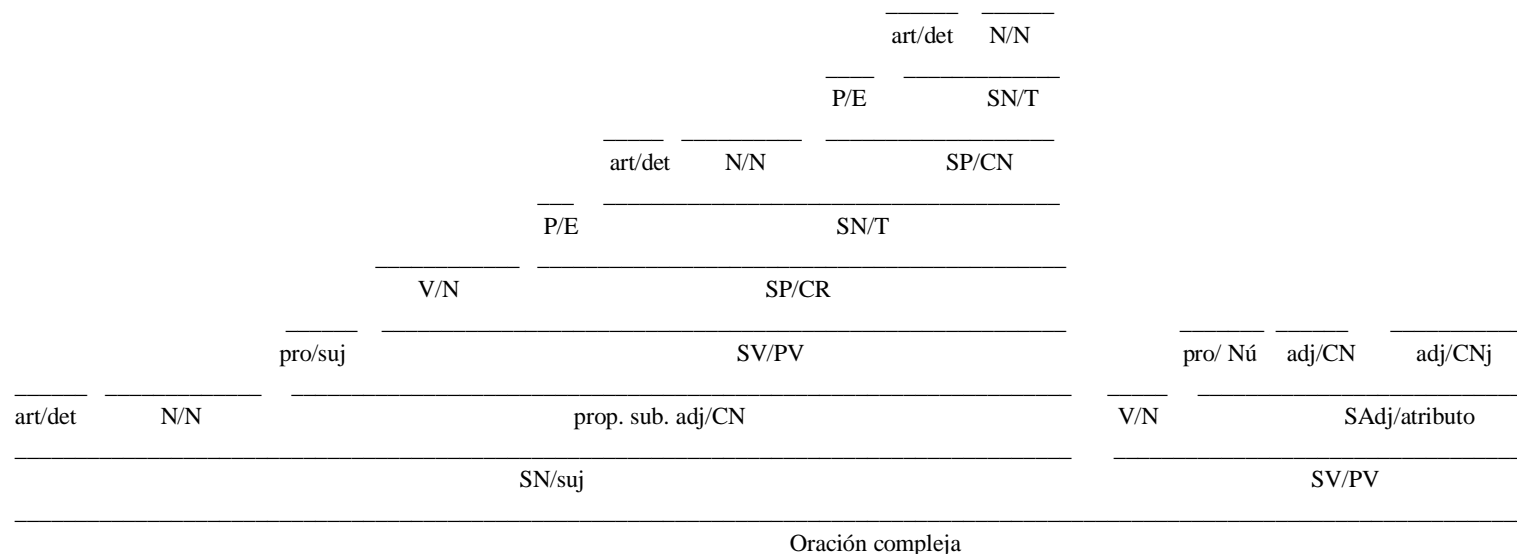 art/det N/N
P/E SN/T
art/det N/N SP/CN
P/E SN/T
V/N SP/CR
pro/suj SV/PV pro/ Nú adj/CN adj/CNj
art/det N/N prop. sub. adj/CN V/N SAdj/atributo
SN/suj SV/PV
Oración compleja